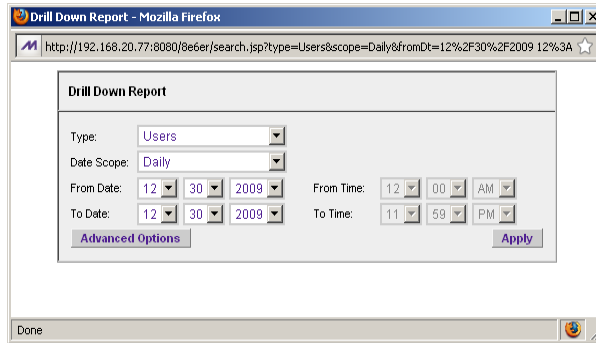 Drill Down Report - Mozilla Firefox
http://192.168.20.77:8080/8e6er/search.jsp?type=Users&scope=Daily&fromDt=12%2F30%2F2009 12%3A
Drill Down Report
Type: Users
Date Scope: Daily
From Date: 12 30 2009 From Time: 12 00 AM
To Date: 12 30 2009 To Time: 11 59 PM
Advanced Options Apply
Done